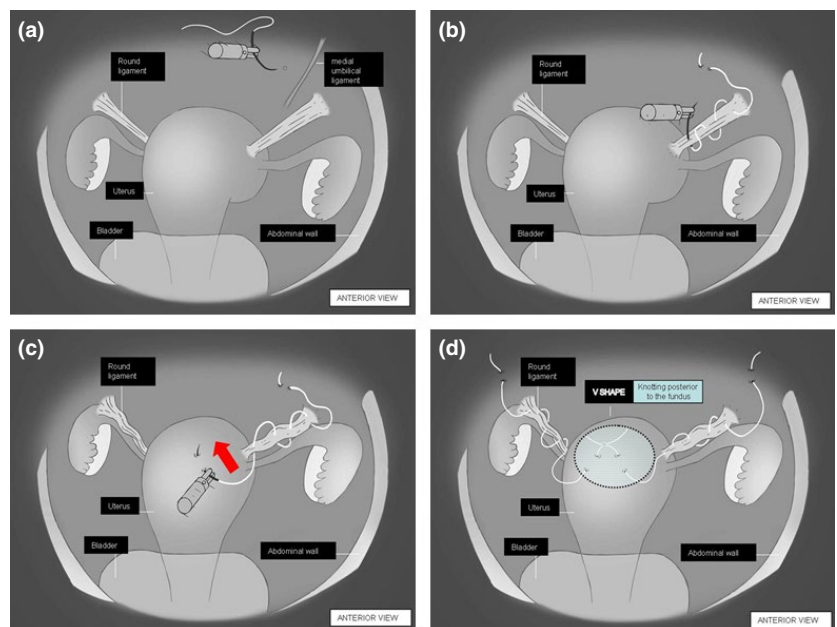 (a)
Round
ligament
medial
umbilical
ligament
Uterus
Bladder
Abdominal wall
ANTERIOR VIEW
(b)
Round
ligament
Uterus
Bladder
Abdominal wall
ANTERIOR VIEW
(c)
Round
ligament
Uterus
Bladder
Abdominal wall
ANTERIOR VIEW
(d)
Round
ligament
V SHAPE
Knotting posterior
to the fundus
Uterus
Bladder
Abdominal wall
ANTERIOR VIEW